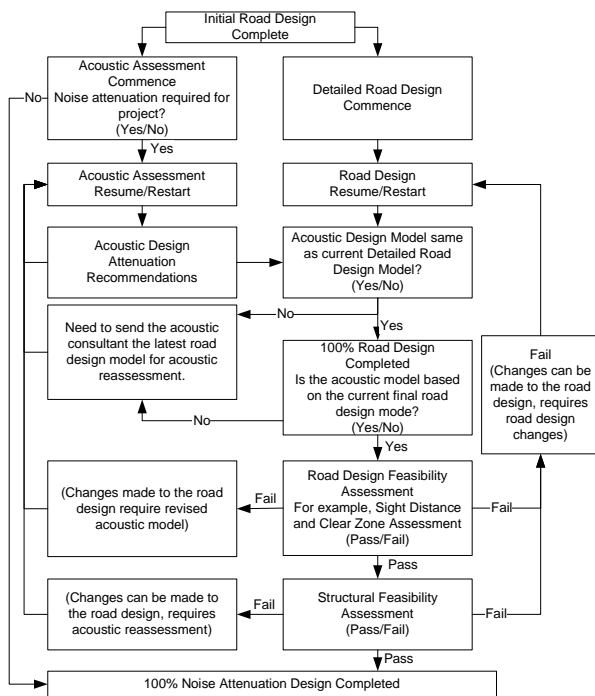 Initial Road Design
Complete
Acoustic Assessment
Commence
Noise attenuation required for
project?
(Yes/No)
Detailed Road Design
Commence
No
Yes
Acoustic Assessment
Resume/Restart
Road Design
Resume/Restart
Acoustic Design
Attenuation
Recommendations
Acoustic Design Model same
as current Detailed Road
Design Model?
(Yes/No)
No
Yes
Need to send the acoustic
consultant the latest road
design model for acoustic
reassessment.
100% Road Design
Completed
Is the acoustic model based
on the current final road
design mode?
(Yes/No)
Fail
(Changes can be
made to the road
design, requires
road design
changes)
No
Yes
(Changes made to the road
design require revised
acoustic model)
Fail
Road Design Feasibility
Assessment
For example, Sight Distance
and Clear Zone Assessment
(Pass/Fail)
Fail
Pass
(Changes can be made to
the road design, requires
acoustic reassessment)
Fail
Structural Feasibility
Assessment
(Pass/Fail)
Fail
Pass
100% Noise Attenuation Design Completed